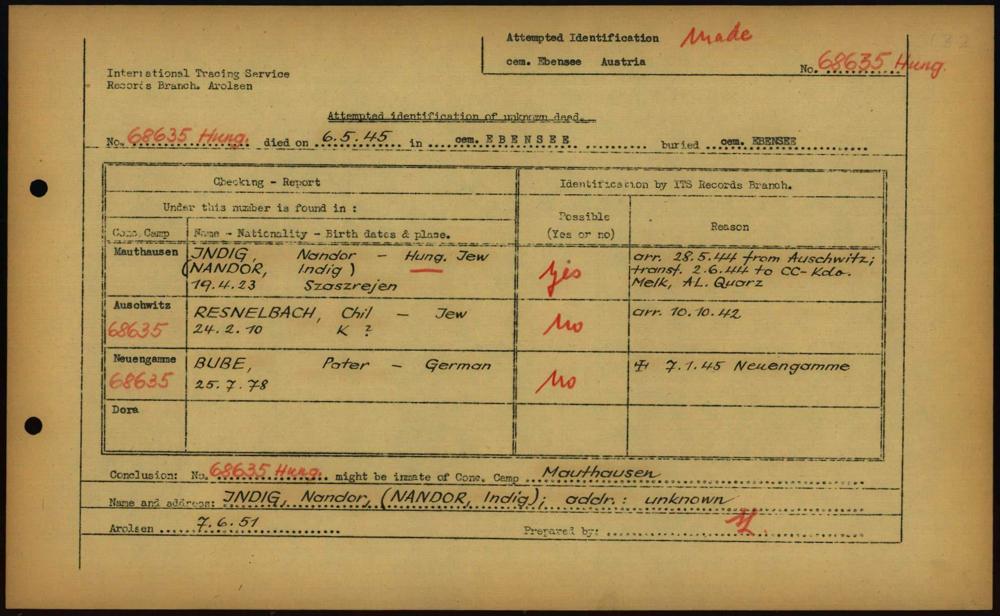 Attempted Identification Made
cem. Ebensee Austria
No. 68635 Hung.
International Tracing Service
Records Branch. Arolsen
Attempted identification of unknown dead.
No. 68635 Hung. died on 6.5.45 in cem. EBENSEE buried cem. EBENSEE
Checking - Report
Identification by ITS Records Branch.
Under this number is found in :
Possible
(Yes or no)
Reason
Conc. Camp
Name - Nationality - Birth dates & place.
Mauthausen
INDIG, Nandor - Hung. Jew
(NANDOR, Indig)
19.4.23 Szaszrejen
yes
arr. 28.5.44 from Auschwitz;
transf. 2.6.44 to CC-Kdo.
Melk, AL. Quarz
Auschwitz
68635
RESNELBACH, Chil - Jew
24.2.10 K ?
No
arr. 10.10.42
Neuengamme
68635
BUBE, Pater - German
25.7.78
No
7.1.45 Neuengamme
Dora
Conclusion: No. 68635 Hung. might be inmate of Conc. Camp Mauthausen
Name and address: INDIG, Nandor, (NANDOR, Indig); addr.: unknown
Arolsen 7.6.51
Prepared by: